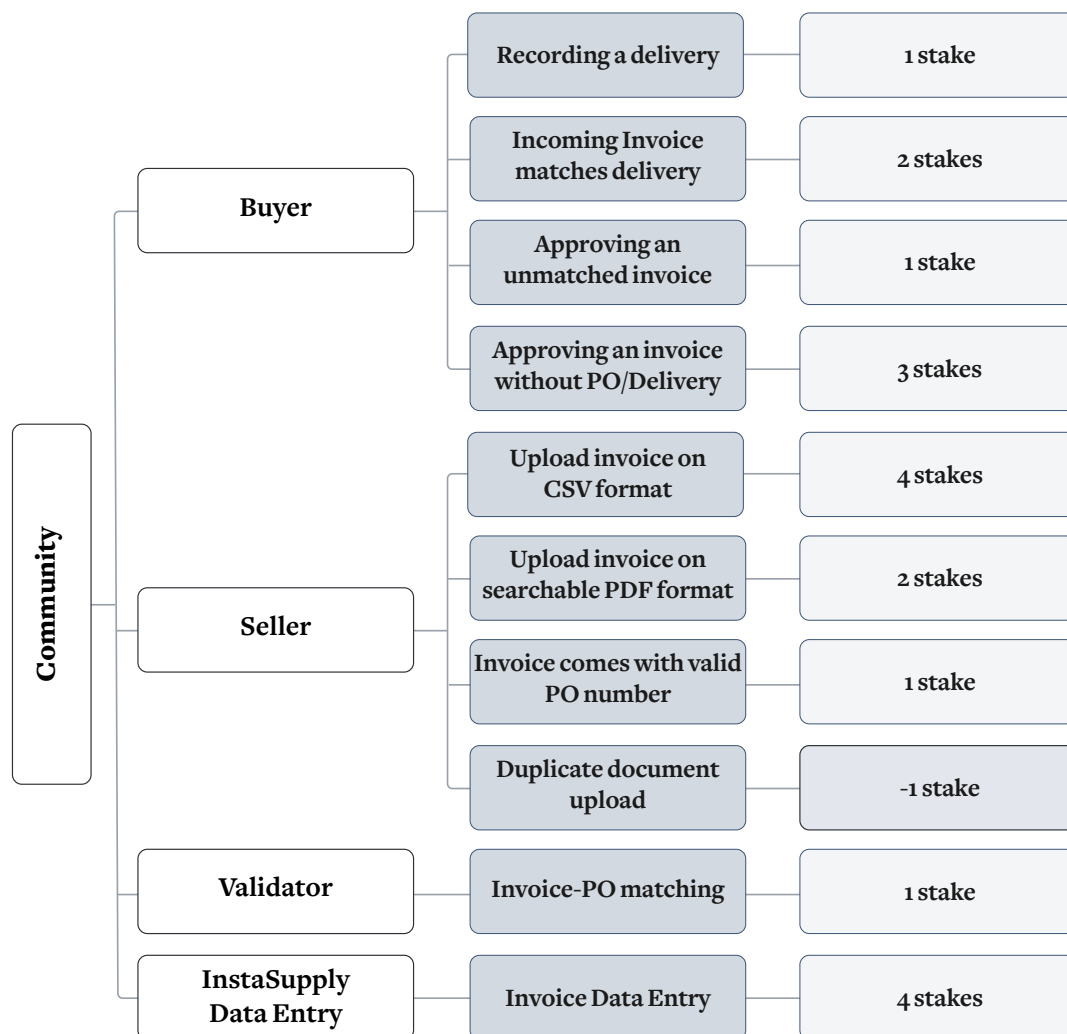 Community
Buyer
Recording a delivery
1 stake
Incoming Invoice
matches delivery
2 stakes
Approving an
unmatched invoice
1 stake
Approving an invoice
without PO/Delivery
3 stakes
Seller
Upload invoice on
CSV format
4 stakes
Upload invoice on
searchable PDF format
2 stakes
Invoice comes with valid
PO number
1 stake
Duplicate document
upload
-1 stake
Validator
Invoice-PO matching
1 stake
InstaSupply
Data Entry
Invoice Data Entry
4 stakes